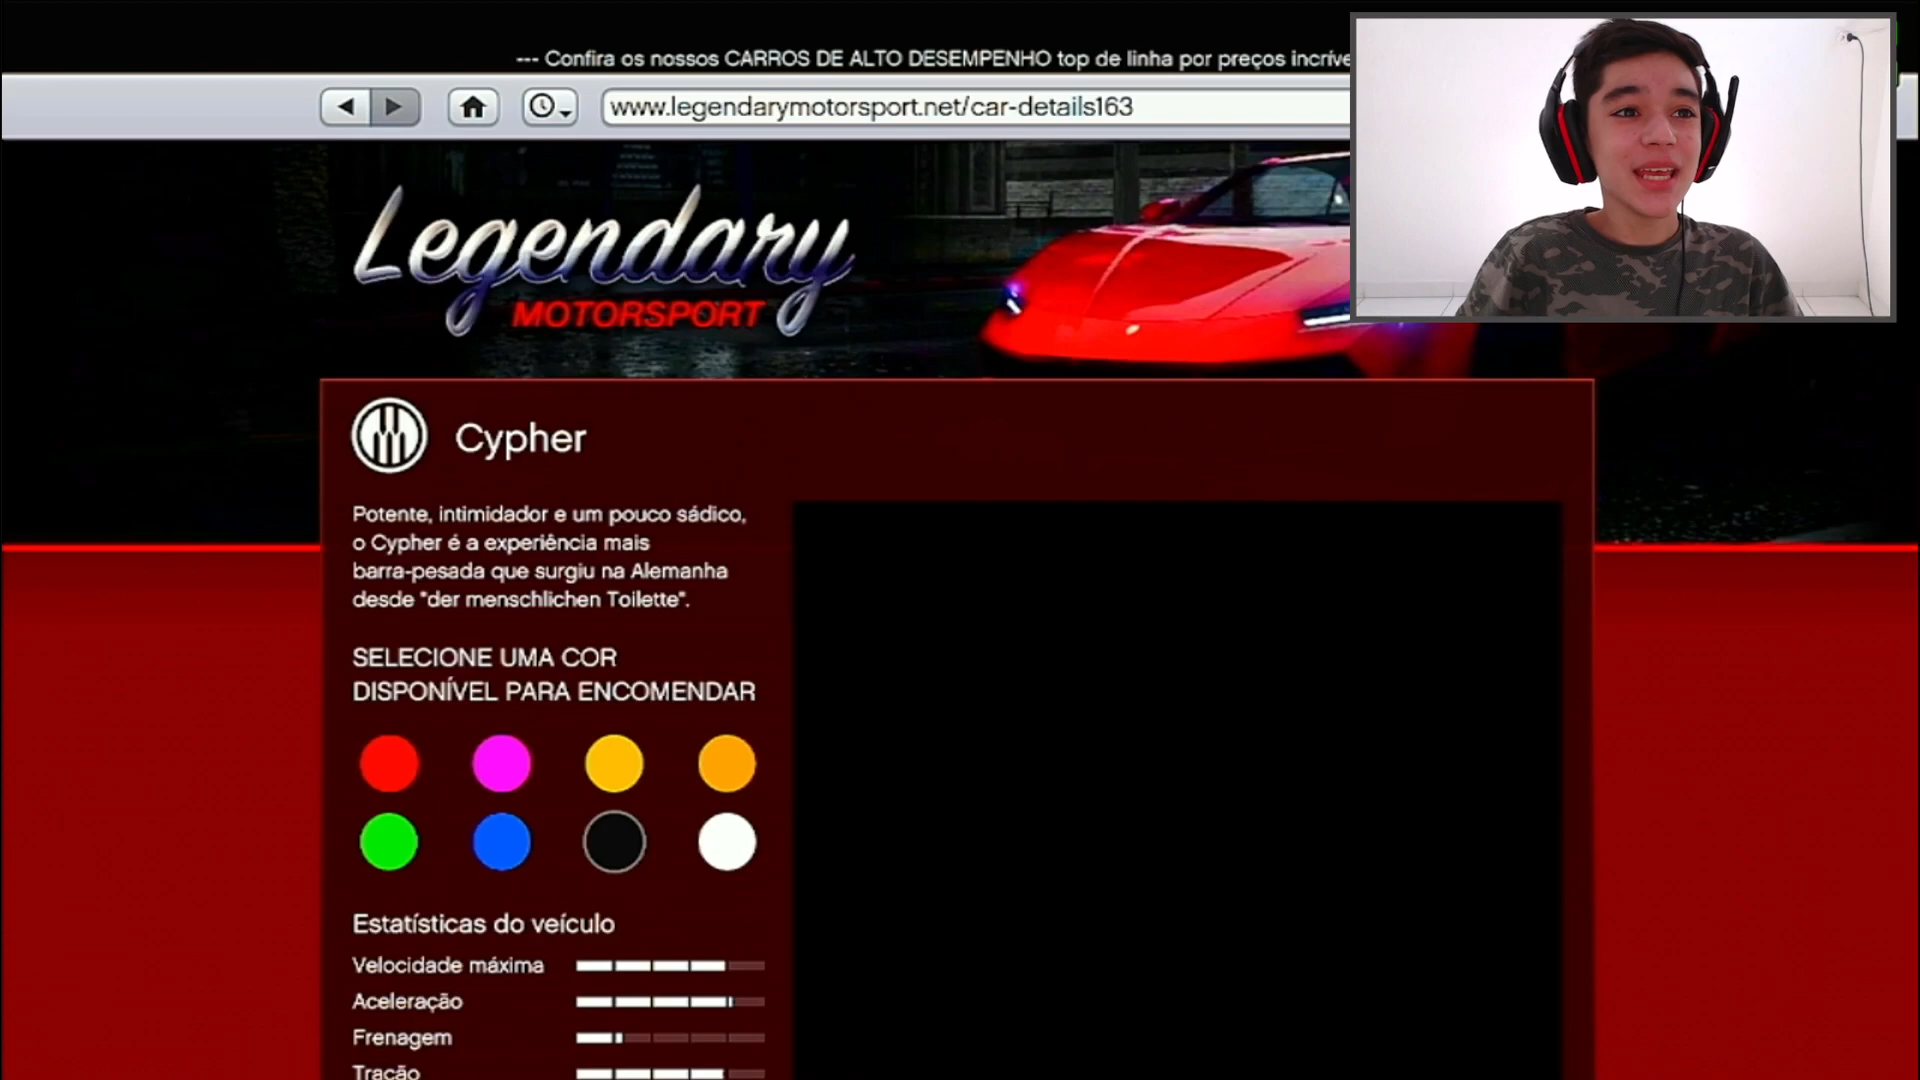 --- Confira os nossos CARROS DE ALTO DESEMPENHO top de linha por preços
www.legendarymotorsport.net/car-details163
Legendary
MOTORSPORT
Cypher
Potente, intimidador e um pouco sádico,
o Cypher é a experiência mais
barra-pesada que surgiu na Alemanha
desde "der menschlichen Toilette".
SELECIONE UMA COR
DISPONÍVEL PARA ENCOMENDAR
Estatísticas do veículo
Velocidade máxima
Aceleração
Frenagem
Tração